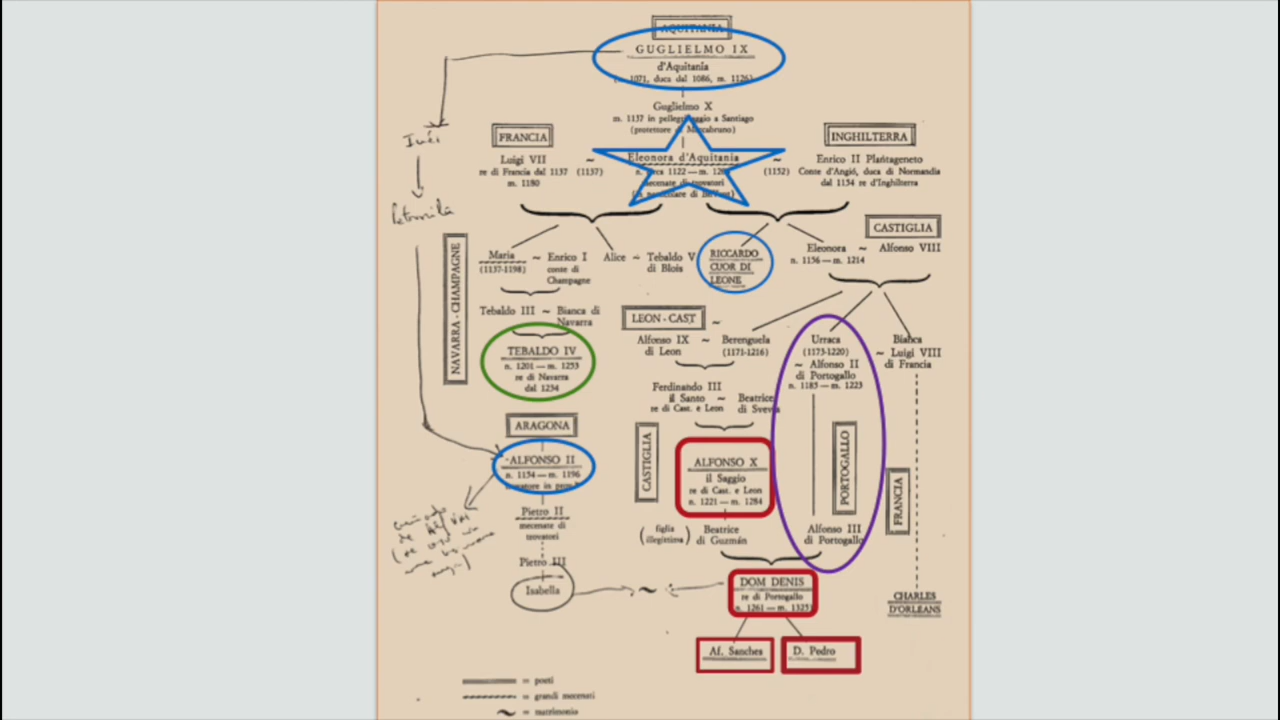 AQUITANIA
GUGLIELMO IX
d'Aquitania
1071, duca dal 1086, m. 1126
Guglielmo X
m. 1137 in pellegrinaggio a Santiago
(protettore di Marcabruno)
FRANCIA
INGHILTERRA
Luigi VII
re di Francia dal 1137
m. 1180
~
(1137)
Eleonora d'Aquitania
circa 1122 — m.
mecenate di trovatori
~
(1152)
Enrico II Plantageneto
Conte d'Angiò, duca di Normandia
dal 1154 re d'Inghilterra
CASTIGLIA
NAVARRA - CHAMPAGNE
Maria
(1137-1198)
~ Enrico I
conte di
Champagne
Alice ~ Tebaldo V
di Blois
RICCARDO
CUOR DI
LEONE
Eleonora ~ Alfonso VIII
n. 1156 — m. 1214
Tebaldo III ~ Bianca di
Navarra
LEON - CAST. ~
TEBALDO IV
n. 1201 — m. 1253
re di Navarra
dal 1234
Alfonso IX ~ Berenguela
di Leon
(1171-1216)
Urraca
(1173-1220)
~ Alfonso II
di Portogallo
n. 1185 — m. 1223
Bianca
~ Luigi VIII
di Francia
Ferdinando III
il Santo ~ Beatrice
re di Cast. e Leon di Svevia
ARAGONA
ALFONSO II
n. 1154 — m. 1196
CASTIGLIA
ALFONSO X
il Saggio
re di Cast. e Leon
n. 1221 — m. 1284
PORTOGALLO
FRANCIA
Pietro II
mecenate di
trovatori
(figlia
illegittima)
Beatrice
di Guzmán
Alfonso III
di Portogallo
Pietro III
Isabella
~
DOM DENIS
re di Portogallo
n. 1261 — m. 1325
CHARLES
D'ORLEANS
Af. Sanches
D. Pedro
= poeti
= grandi mecenati
~ = matrimonio